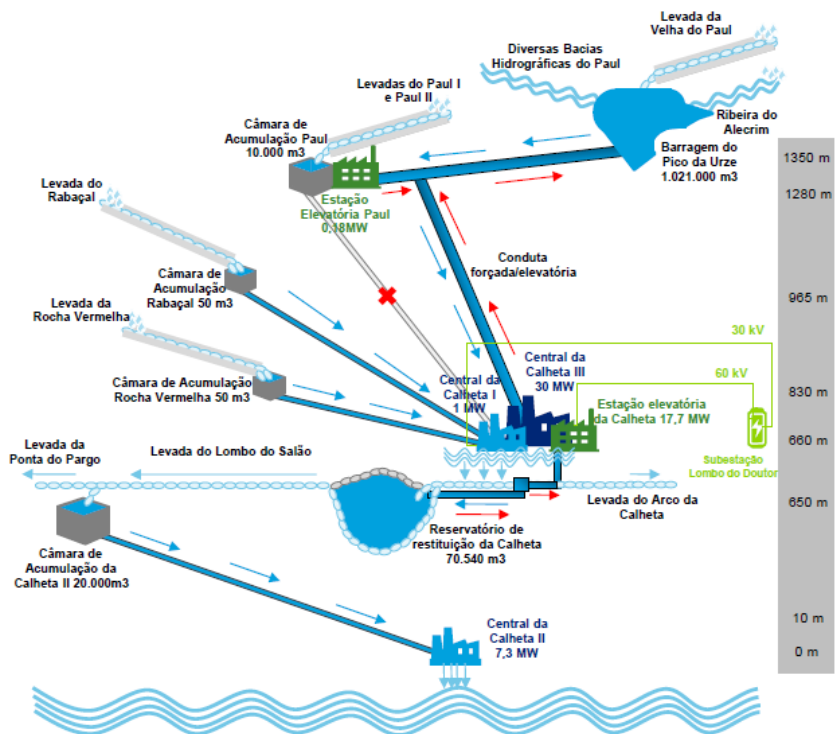 Levada da
Velha do Paul
Diversas Bacias
Hidrográficas do Paul
Levadas do Paul I
e Paul II
Ribeira do
Alecrim
Câmara de
Acumulação Paul
10.000 m3
Barragem do
Pico da Urze
1.021.000 m3
1350 m
1280 m
Estação
Elevatória Paul
0,18MW
Levada do
Rabaçal
Conduta
forçada/elevatória
Câmara de
Acumulação
Rabaçal 50 m3
965 m
Levada da
Rocha Vermelha
30 kV
Central da
Calheta III
30 MW
Central da
Calheta I
1 MW
60 kV
Câmara de Acumulação
Rocha Vermelha 50 m3
830 m
Estação elevatória
da Calheta 17,7 MW
660 m
Subestação
Lombo do Doutor
Levada da
Ponta do Pargo
Levada do Lombo do Salão
Levada do Arco da
Calheta
650 m
Reservatório de
restituição da Calheta
70.540 m3
Câmara de
Acumulação da
Calheta II 20.000m3
Central da
Calheta II
7,3 MW
10 m
0 m